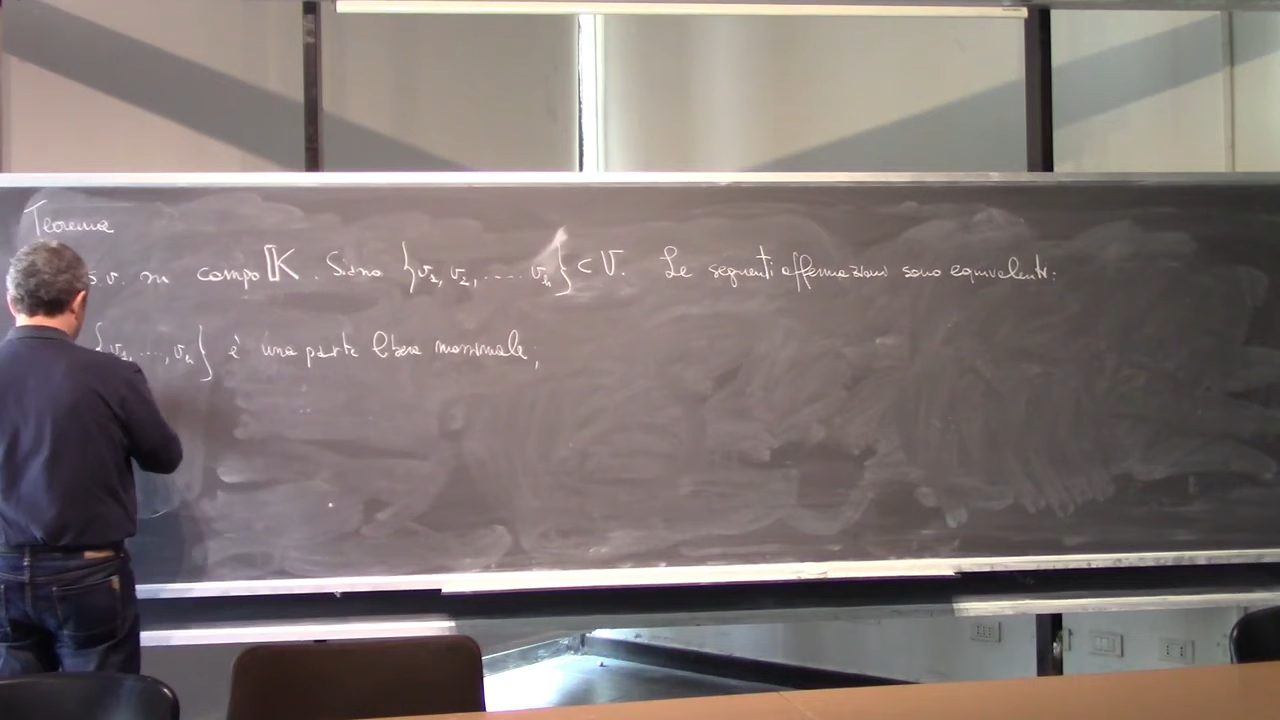 Teorema
s.v. su campo 𝕂. Siano {v₁, v₂, ..... vₙ} ⊂ V. Le seguenti affermazioni sono equivalenti:
{v₁, ..., vₙ} è una parte libera massimale;